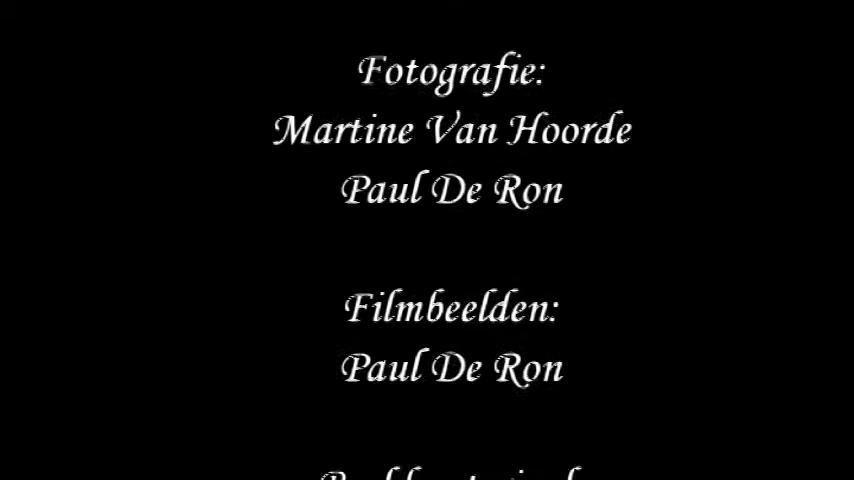 Fotografie:
Martine Van Hoorde
Paul De Ron
Filmbeelden:
Paul De Ron